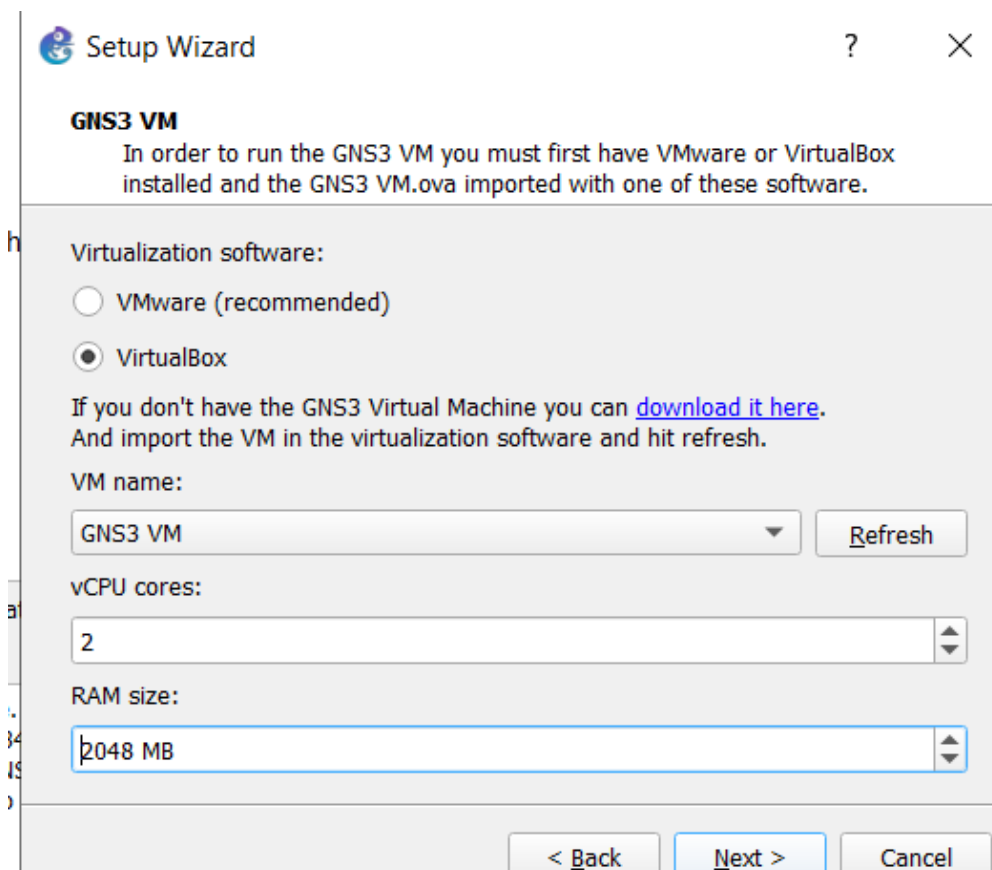 Setup Wizard
?
GNS3 VM
In order to run the GNS3 VM you must first have VMware or VirtualBox
installed and the GNS3 VM.ova imported with one of these software.
Virtualization software:
VMware (recommended)
VirtualBox
If you don't have the GNS3 Virtual Machine you can download it here.
And import the VM in the virtualization software and hit refresh.
VM name:
GNS3 VM
Refresh
vCPU cores:
2
RAM size:
2048 MB
< Back
Next >
Cancel